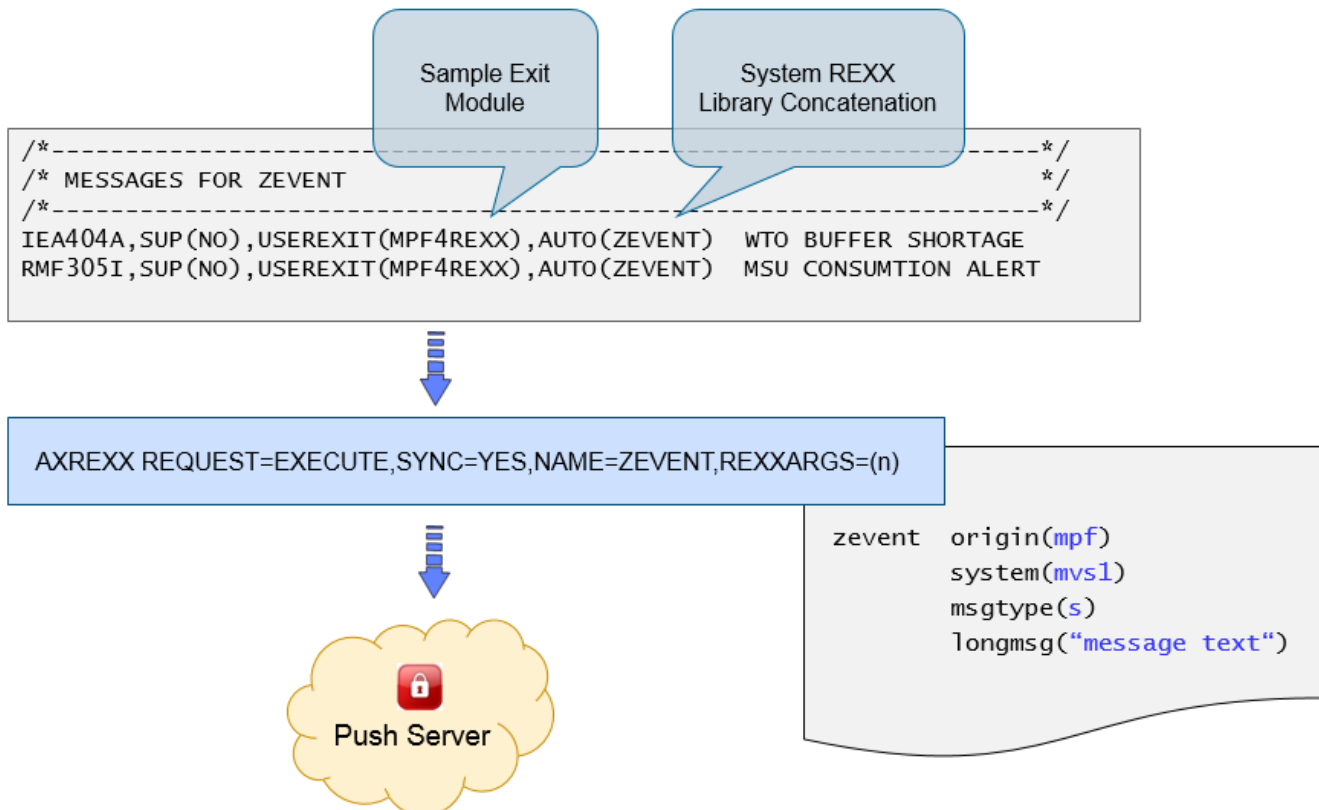 Sample Exit
Module
System REXX
Library Concatenation
/*-------------------------------------------------------------------*/
/* MESSAGES FOR ZEVENT                                               */
/*-------------------------------------------------------------------*/
IEA404A,SUP(NO),USEREXIT(MPF4REXX),AUTO(ZEVENT)  WTO BUFFER SHORTAGE
RMF305I,SUP(NO),USEREXIT(MPF4REXX),AUTO(ZEVENT)  MSU CONSUMTION ALERT
AXREXX REQUEST=EXECUTE,SYNC=YES,NAME=ZEVENT,REXXARGS=(n)
zevent  origin(mpf)
system(mvs1)
msgtype(s)
longmsg(“message text“)
Push Server